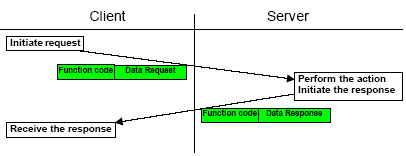 Client
Server
Initiate request
Function code Data Request
Perform the action
Initiate the response
Function code Data Response
Receive the response